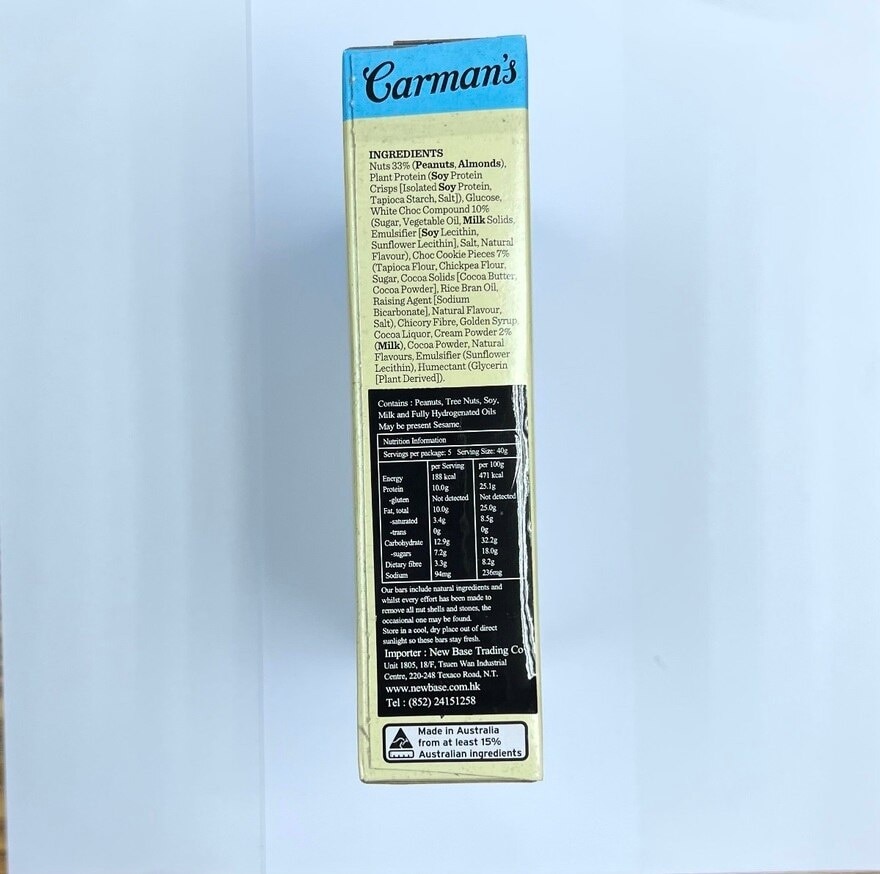 Carman's
INGREDIENTS
Nuts 33% (Peanuts, Almonds),
Plant Protein (Soy Protein
Crisps [Isolated Soy Protein,
Tapioca Starch, Salt]), Glucose,
White Choc Compound 10%
(Sugar, Vegetable Oil, Milk Solids,
Emulsifier [Soy Lecithin,
Sunflower Lecithin], Salt, Natural
Flavour), Choc Cookie Pieces 7%
(Tapioca Flour, Chickpea Flour,
Sugar, Cocoa Solids [Cocoa Butter,
Cocoa Powder], Rice Bran Oil,
Raising Agent [Sodium
Bicarbonate], Natural Flavour,
Salt), Chicory Fibre, Golden Syrup,
Cocoa Liquor, Cream Powder 2%
(Milk), Cocoa Powder, Natural
Flavours, Emulsifier (Sunflower
Lecithin), Humectant (Glycerin
[Plant Derived]).
Contains : Peanuts, Tree Nuts, Soy,
Milk and Fully Hydrogenated Oils
May be present Sesame.
Nutrition Information
Servings per package: 5 Serving Size: 40g
per Serving per 100g
Energy 188 kcal 471 kcal
Protein 10.0g 25.1g
-gluten Not detected Not detected
Fat, total 10.0g 25.0g
-saturated 3.4g 8.5g
-trans 0g 0g
Carbohydrate 12.9g 32.2g
-sugars 7.2g 18.0g
Dietary fibre 3.3g 8.2g
Sodium 94mg 236mg
Our bars include natural ingredients and
whilst every effort has been made to
remove all nut shells and stones, the
occasional one may be found.
Store in a cool, dry place out of direct
sunlight so these bars stay fresh.
Importer : New Base Trading Co
Unit 1805, 18/F, Tsuen Wan Industrial
Centre, 220-248 Texaco Road, N.T.
www.newbase.com.hk
Tel : (852) 24151258
Made in Australia
from at least 15%
Australian ingredients